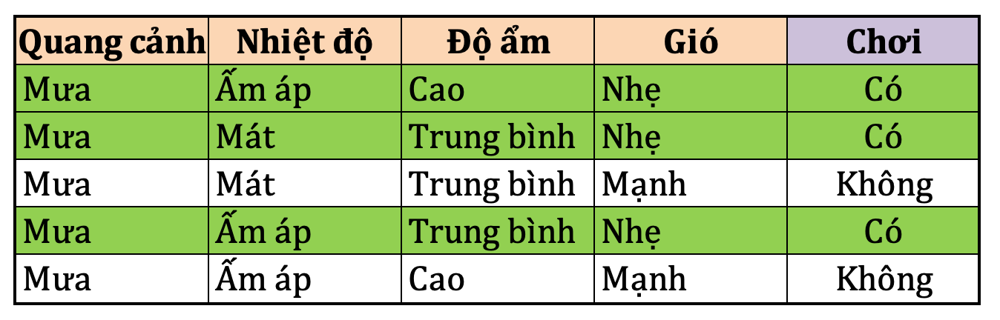 Quang cảnh Nhiệt độ Độ ẩm Gió Chơi
Mưa Ấm áp Cao Nhẹ Có
Mưa Mát Trung bình Nhẹ Có
Mưa Mát Trung bình Mạnh Không
Mưa Ấm áp Trung bình Nhẹ Có
Mưa Ấm áp Cao Mạnh Không